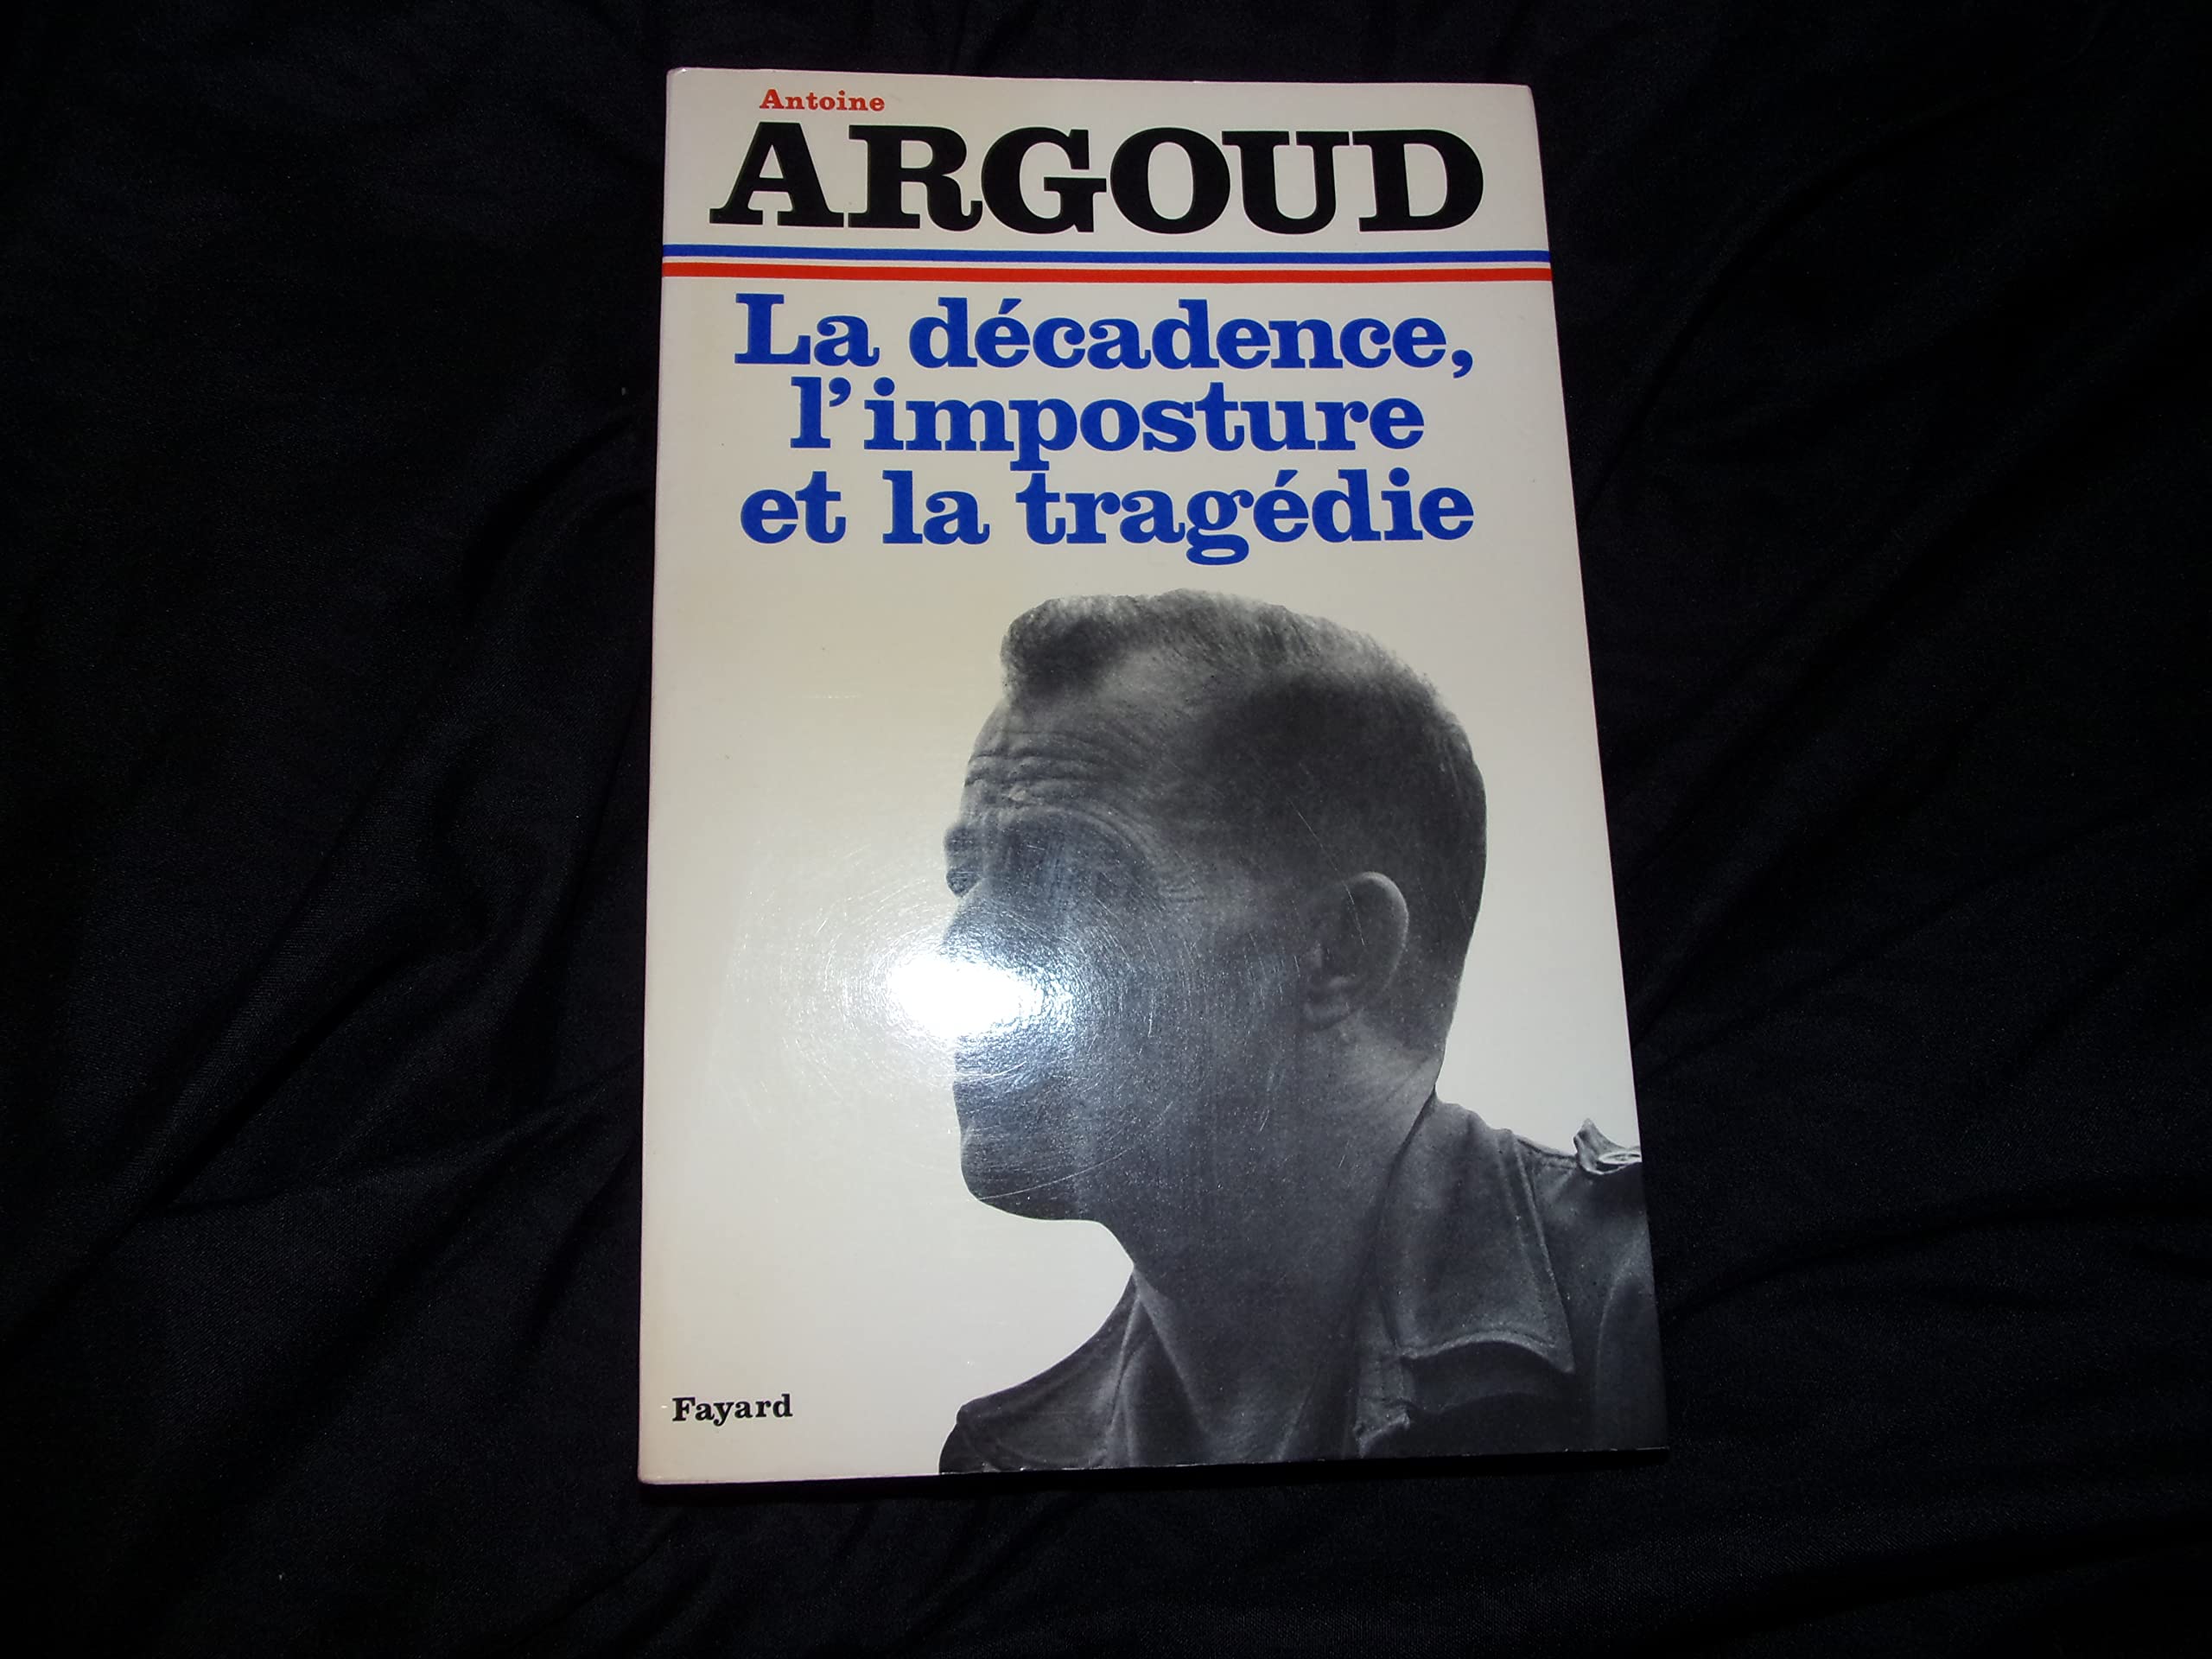 Antoine
ARGOUD
La décadence,
l'imposture
et la tragédie
Fayard